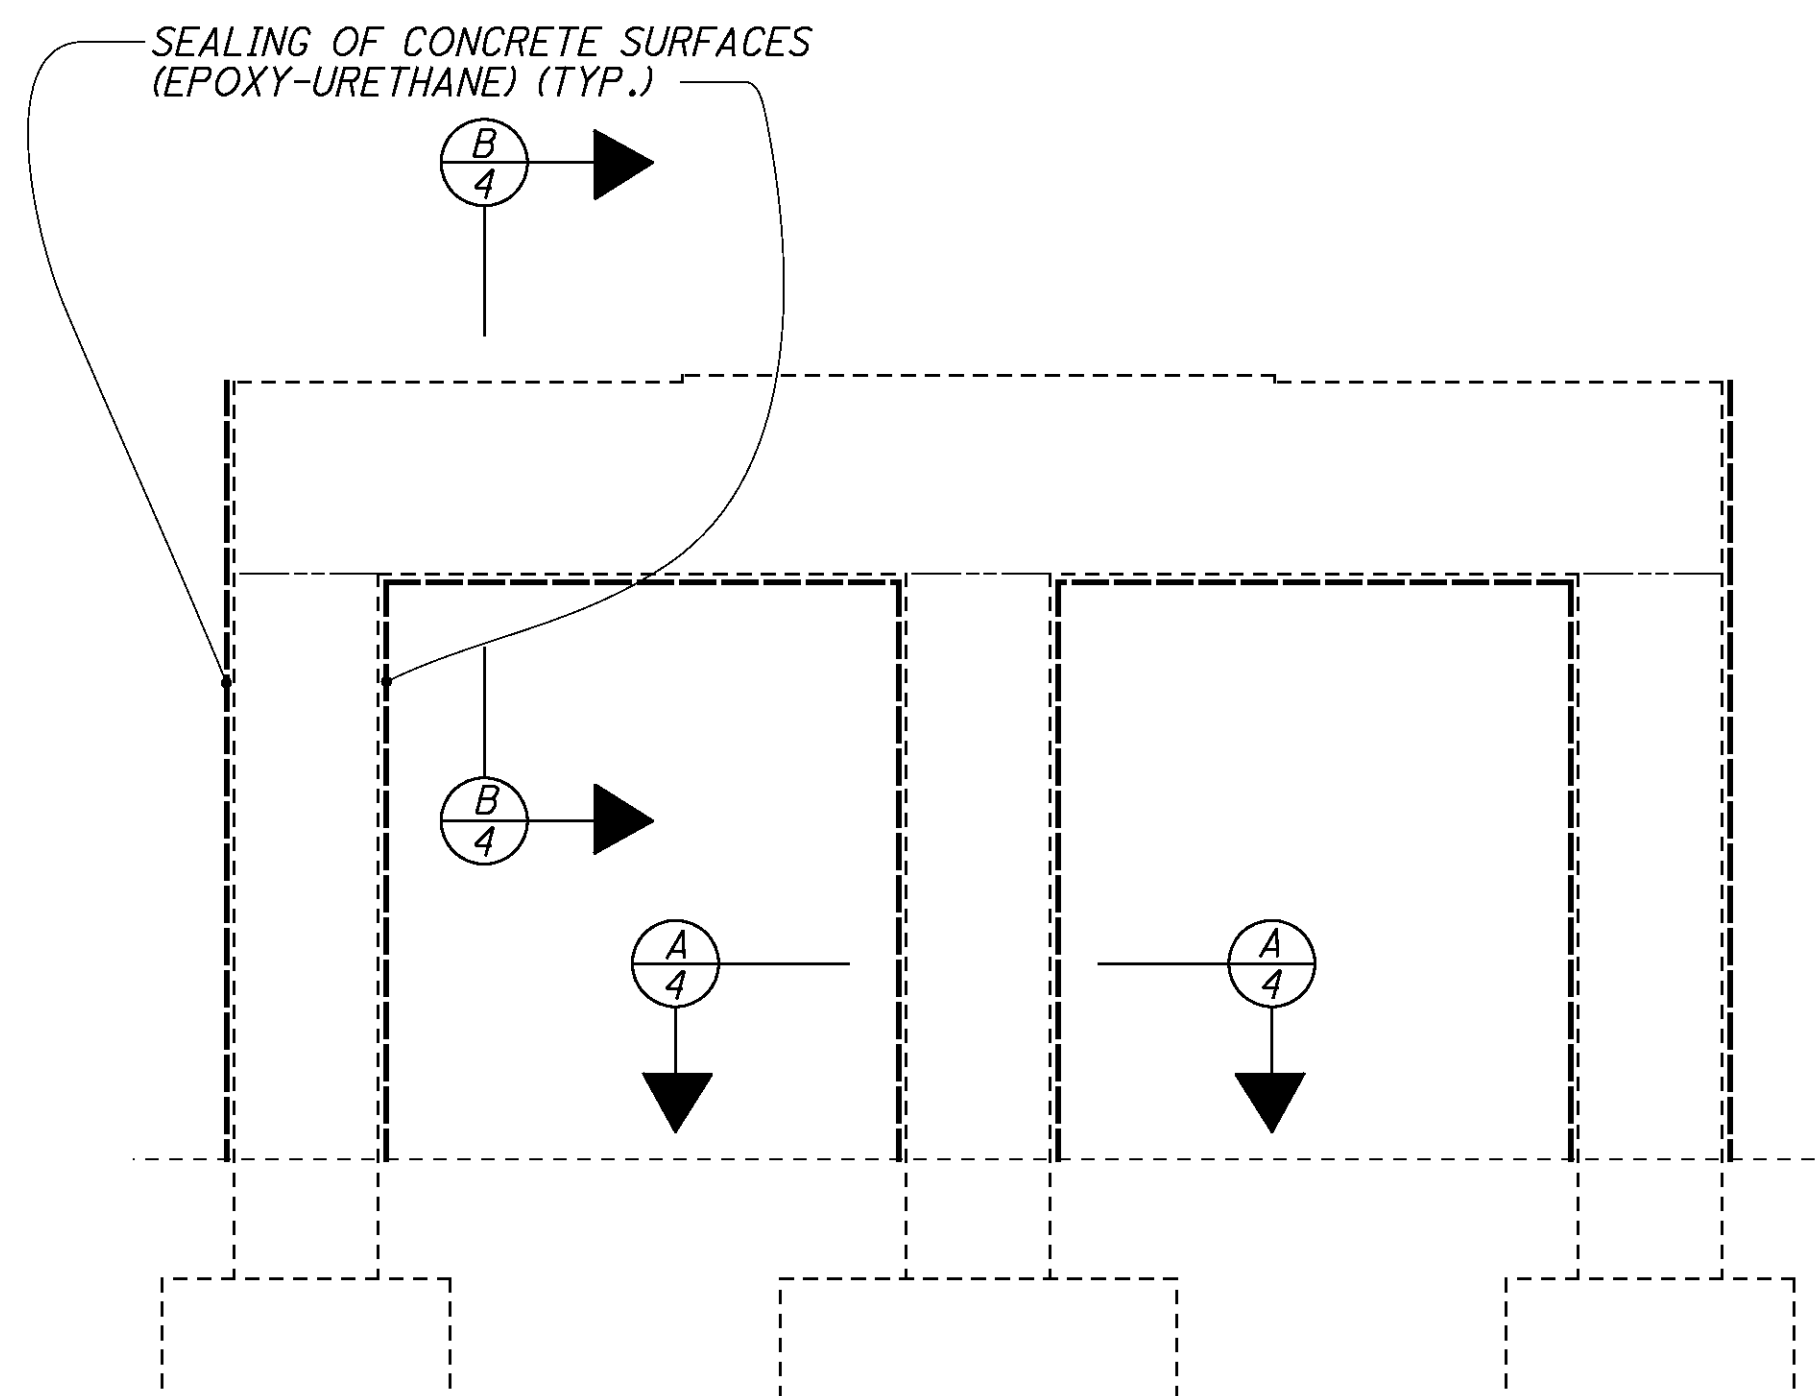 SEALING OF CONCRETE SURFACES
(EPOXY-URETHANE) (TYP.)
B
4
B
4
A
4
A
4